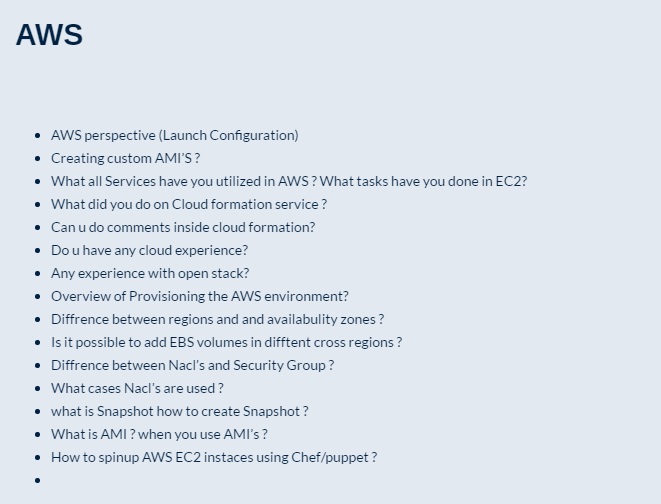 AWS
AWS perspective (Launch Configuration)
Creating custom AMI'S ?
What all Services have you utilized in AWS ? What tasks have you done in EC2?
What did you do on Cloud formation service ?
Can u do comments inside cloud formation?
Do u have any cloud experience?
Any experience with open stack?
Overview of Provisioning the AWS environment?
Diffrence between regions and and availabulity zones ?
Is it possible to add EBS volumes in difftent cross regions ?
Diffrence between Nacl's and Security Group ?
What cases Nacl's are used ?
what is Snapshot how to create Snapshot ?
What is AMI ? when you use AMI's ?
How to spinup AWS EC2 instaces using Chef/puppet ?